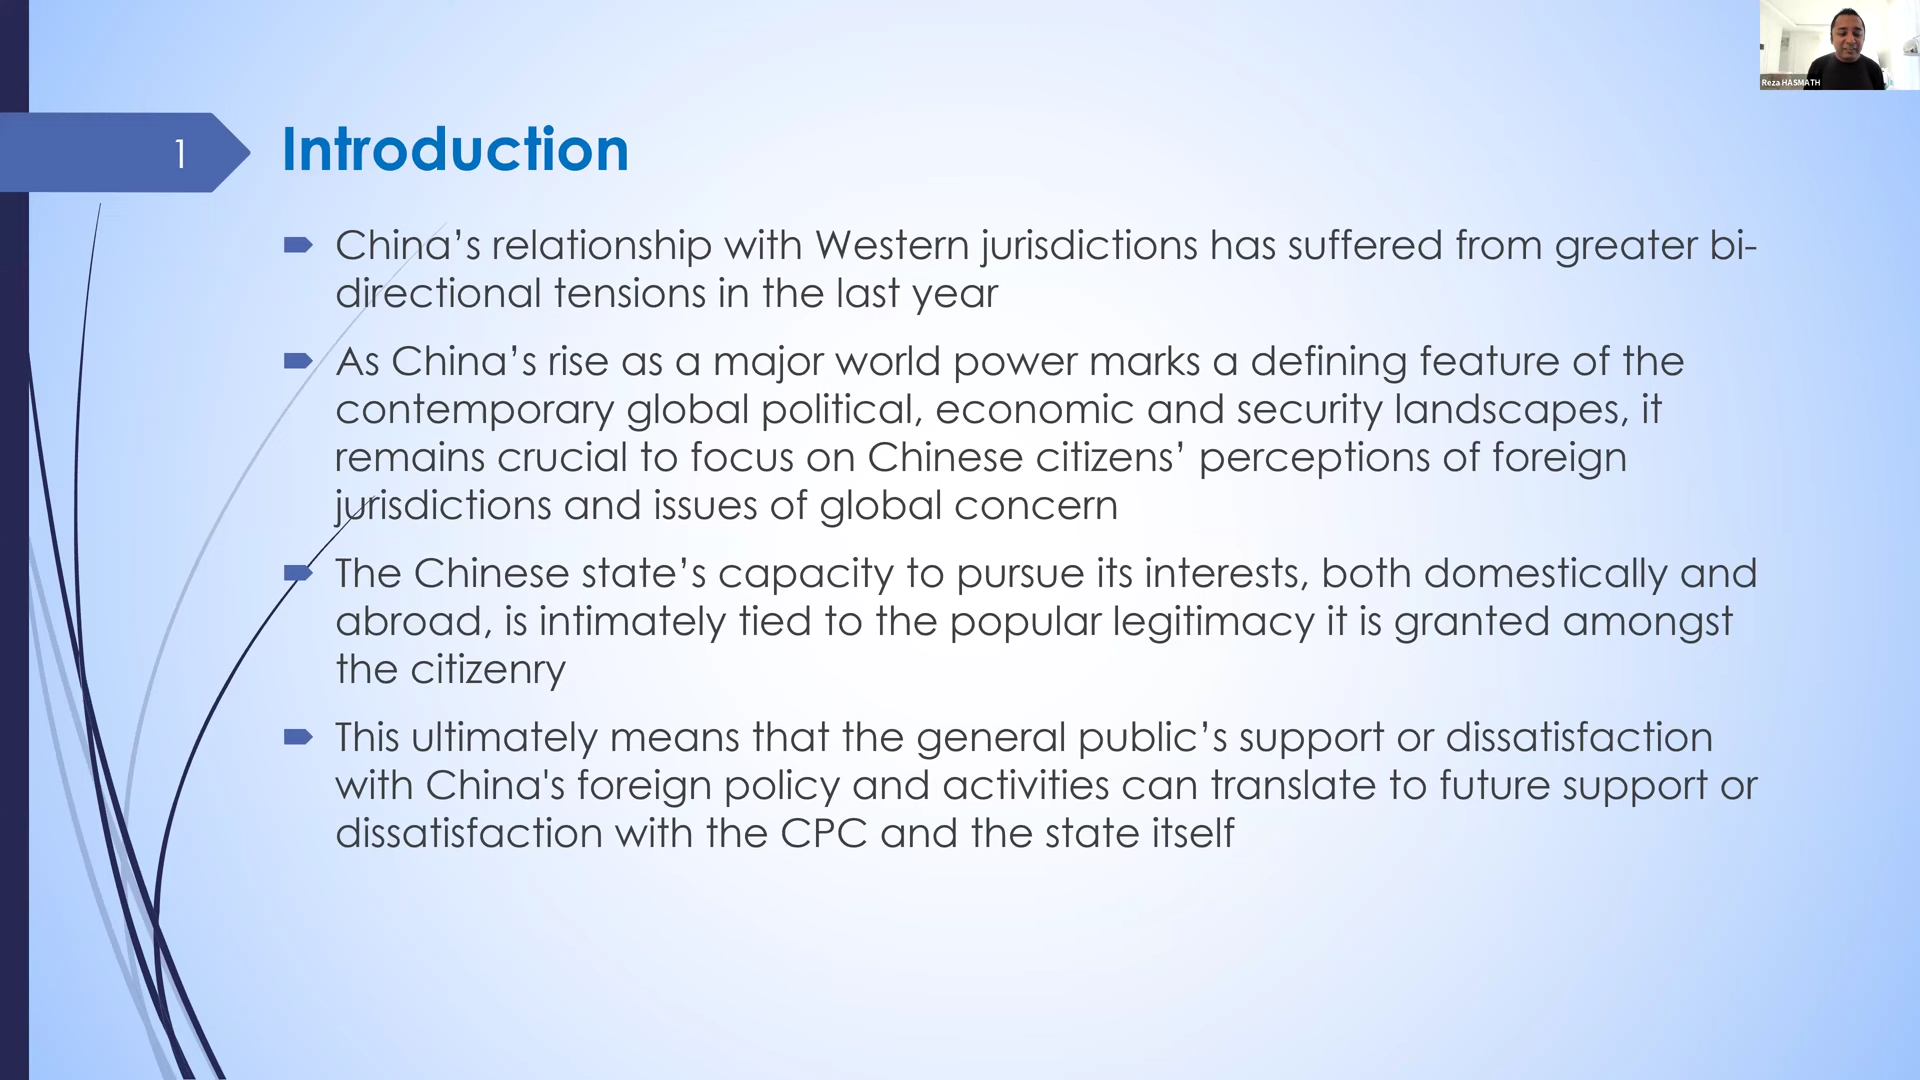 Reza HASMATH
1
Introduction
China’s relationship with Western jurisdictions has suffered from greater bi-
directional tensions in the last year
As China’s rise as a major world power marks a defining feature of the
contemporary global political, economic and security landscapes, it
remains crucial to focus on Chinese citizens’ perceptions of foreign
jurisdictions and issues of global concern
The Chinese state’s capacity to pursue its interests, both domestically and
abroad, is intimately tied to the popular legitimacy it is granted amongst
the citizenry
This ultimately means that the general public’s support or dissatisfaction
with China's foreign policy and activities can translate to future support or
dissatisfaction with the CPC and the state itself